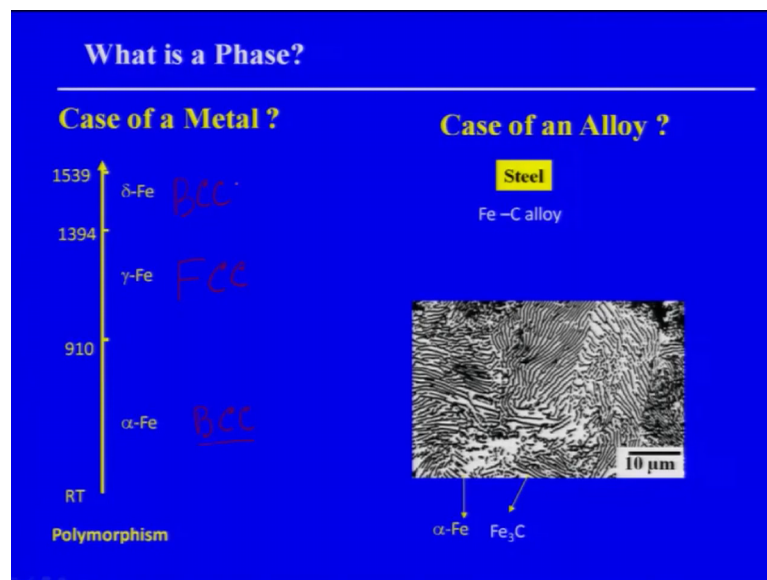 What is a Phase?
Case of a Metal ?
1539
δ-Fe BCC
1394
γ-Fe FCC
910
α-Fe BCC
RT
Polymorphism
Case of an Alloy ?
Steel
Fe –C alloy
10 µm
α-Fe Fe₃C